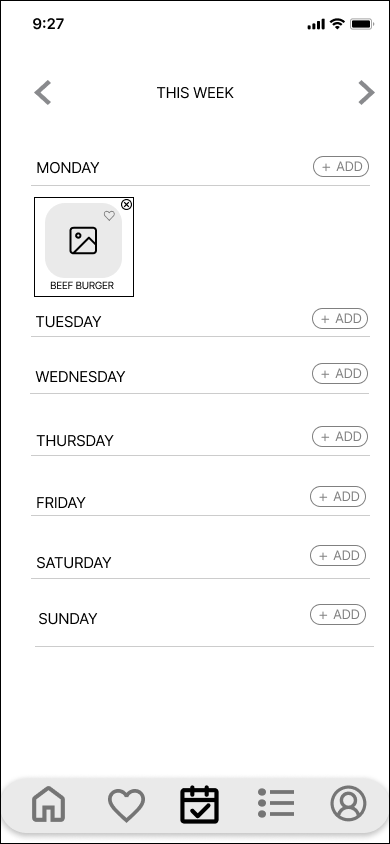 9:27
THIS WEEK
MONDAY + ADD
BEEF BURGER
TUESDAY + ADD
WEDNESDAY + ADD
THURSDAY + ADD
FRIDAY + ADD
SATURDAY + ADD
SUNDAY + ADD